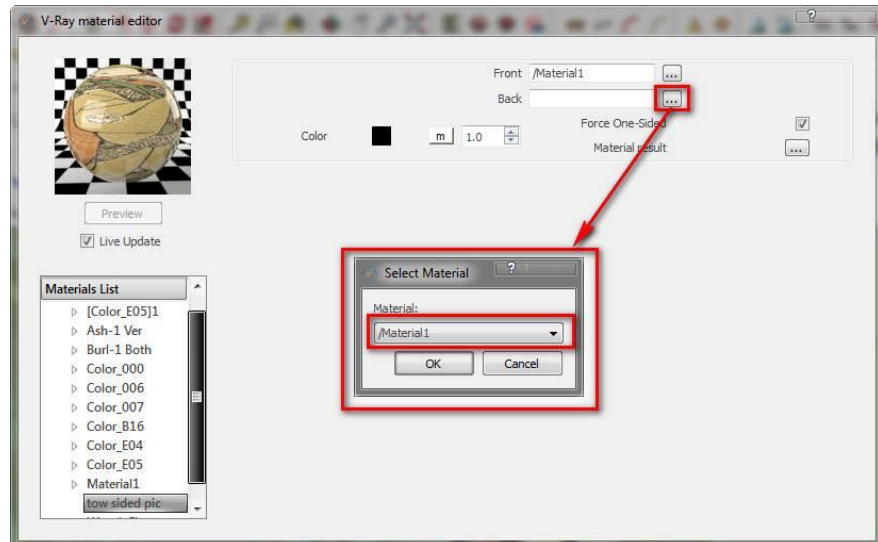 V-Ray material editor
?
Front /Material1 ...
Back ...
Color m 1.0 Force One-Sided
Material result ...
Preview
Live Update
Select Material ?
Material:
/Material1
OK Cancel
Materials List
[Color_E05]1
Ash-1 Ver
Burl-1 Both
Color_000
Color_006
Color_007
Color_B16
Color_E04
Color_E05
Material1
tow sided pic